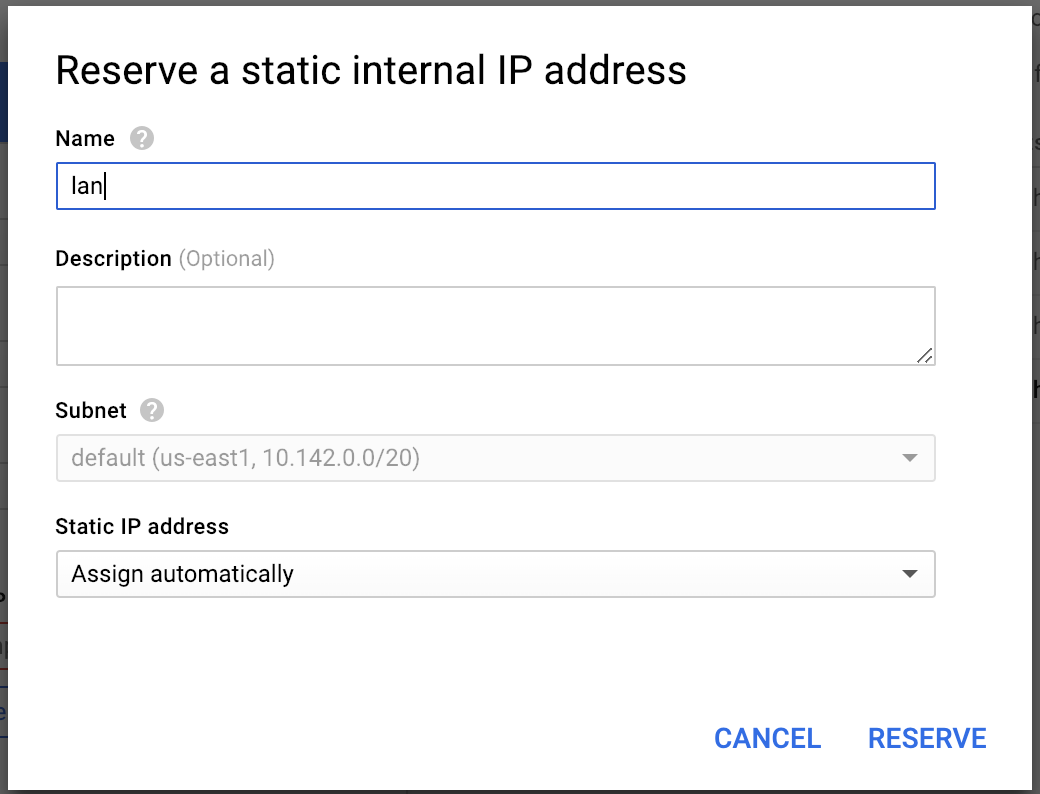 Reserve a static internal IP address
Name
lan
Description (Optional)
Subnet
default (us-east1, 10.142.0.0/20)
Static IP address
Assign automatically
CANCEL RESERVE